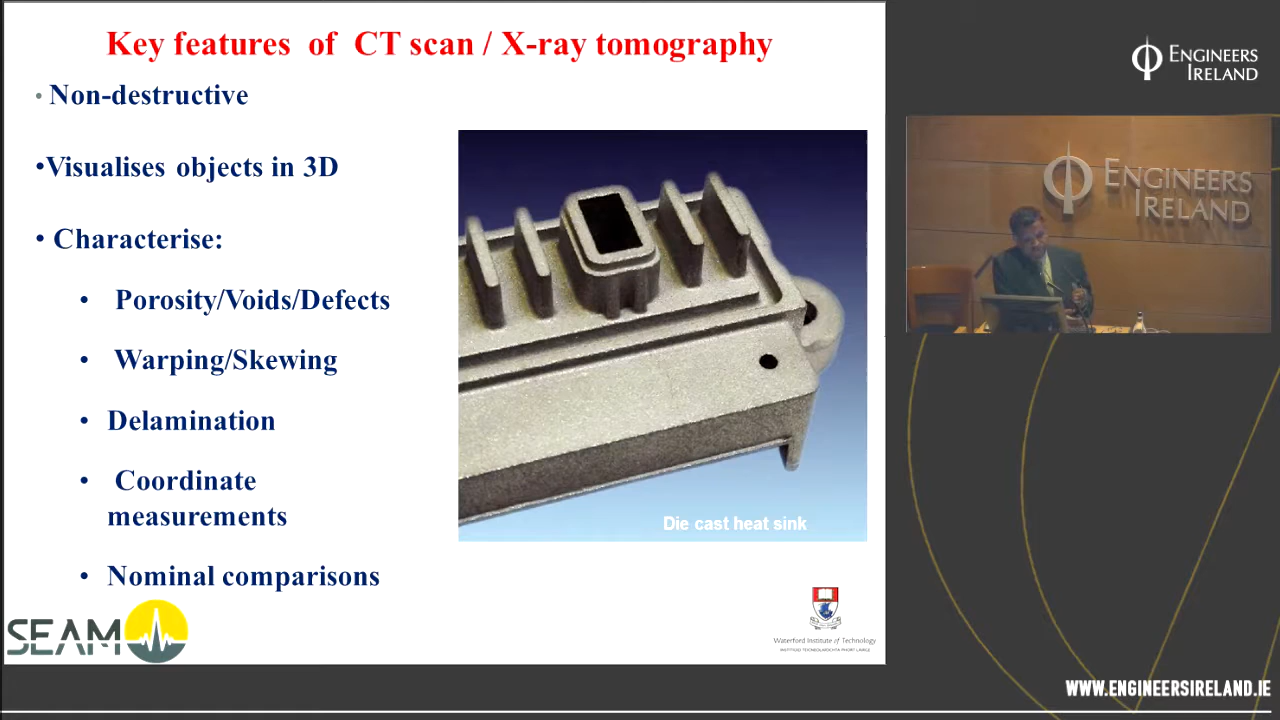 Key features of CT scan / X-ray tomography
• Non-destructive
•Visualises objects in 3D
• Characterise:
• Porosity/Voids/Defects
• Warping/Skewing
• Delamination
• Coordinate
measurements
• Nominal comparisons
Die cast heat sink
SEAM
Waterford Institute of Technology
ENGINEERS
IRELAND
ENGINEERS
IRELAND
WWW.ENGINEERSIRELAND.IE